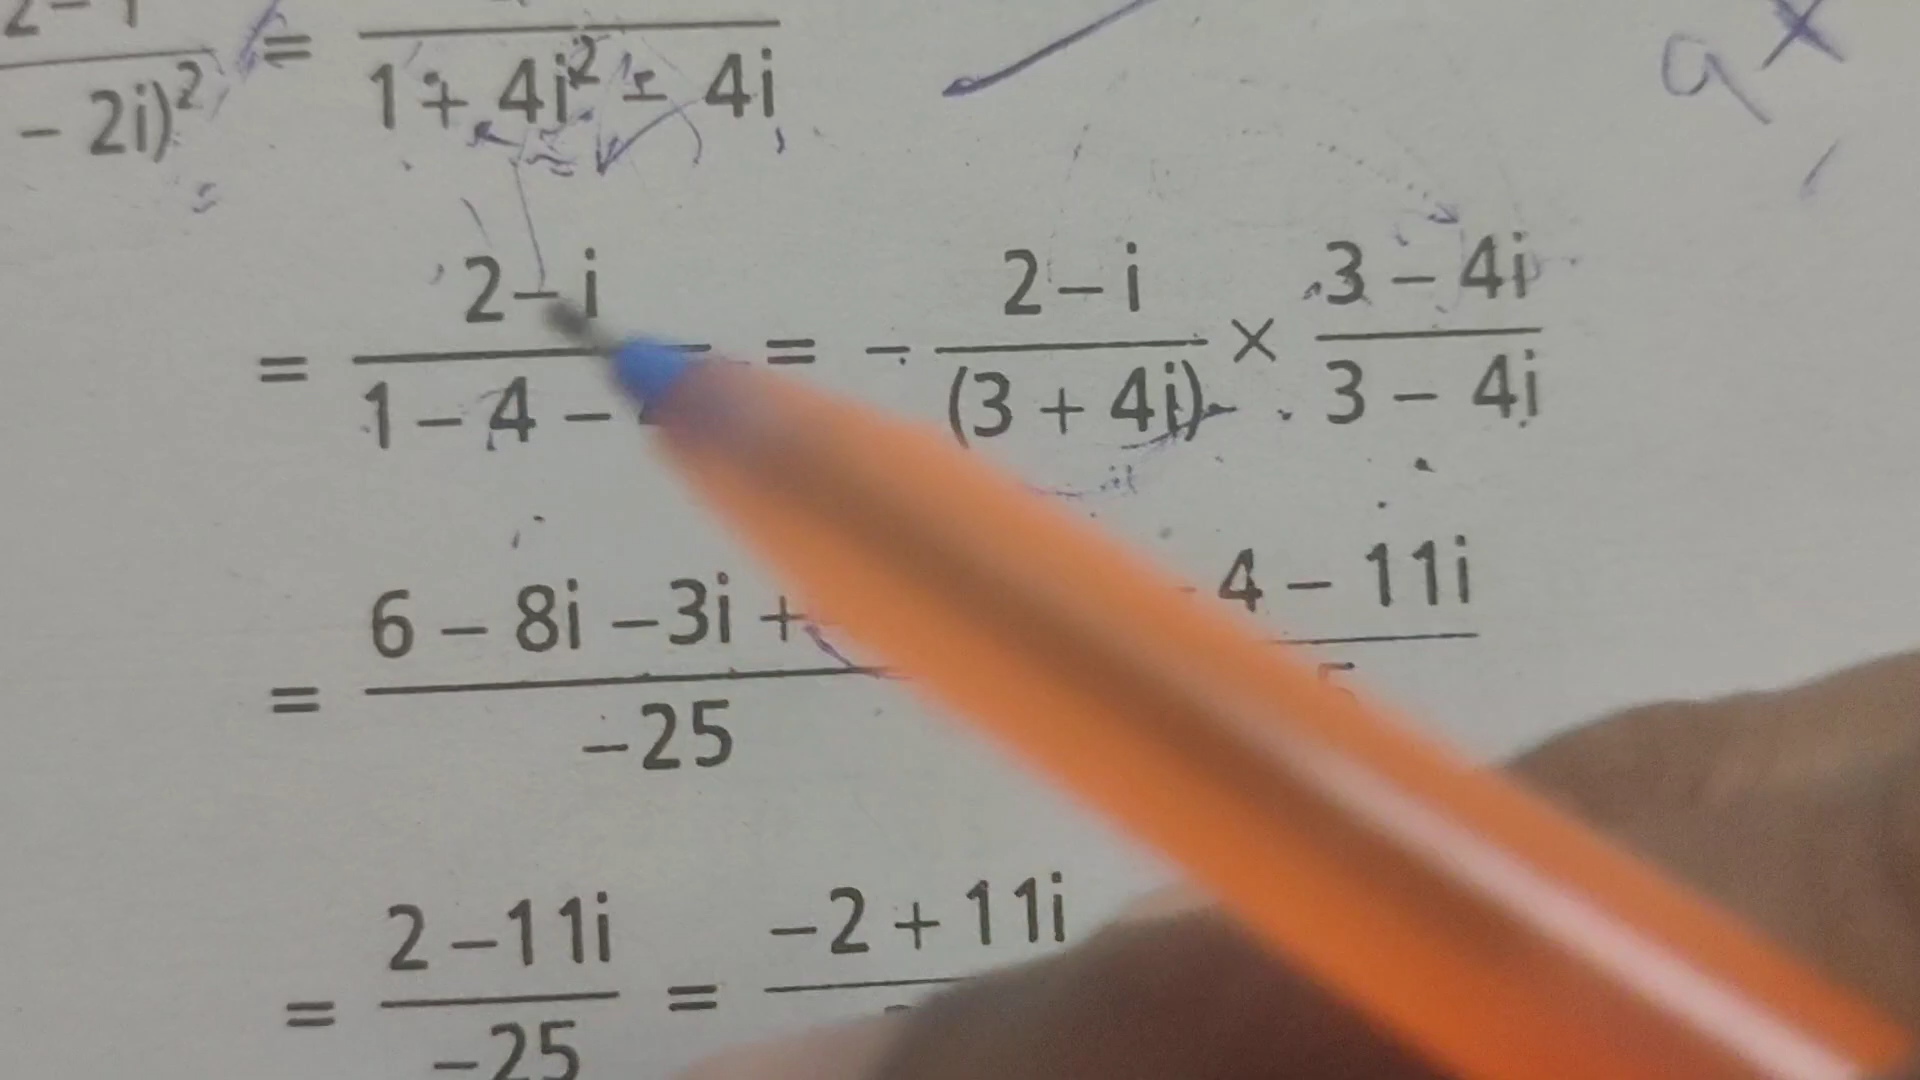 − 2i)² = 1 + 4i² − 4i
= 2 − i / 1 − 4 − = − 2 − i / (3 + 4i) × 3 − 4i / 3 − 4i
= 6 − 8i −3i + / −25 4 − 11i
= 2 −11i / −25 = −2 + 11i